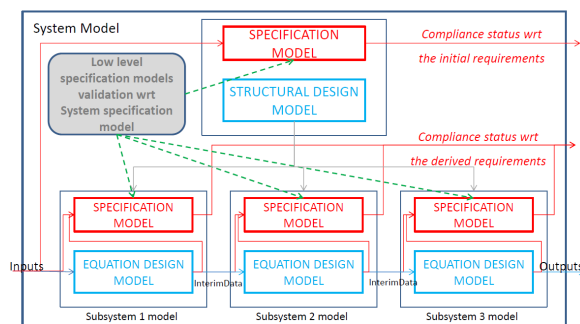 System Model
SPECIFICATION
MODEL
Compliance status wrt
the initial requirements
Low level
specification models
validation wrt
System specification
model
STRUCTURAL DESIGN
MODEL
Compliance status wrt
the derived requirements
SPECIFICATION
MODEL
SPECIFICATION
MODEL
SPECIFICATION
MODEL
Inputs
EQUATION DESIGN
MODEL
InterimData
EQUATION DESIGN
MODEL
InterimData
EQUATION DESIGN
MODEL
Outputs
Subsystem 1 model
Subsystem 2 model
Subsystem 3 model